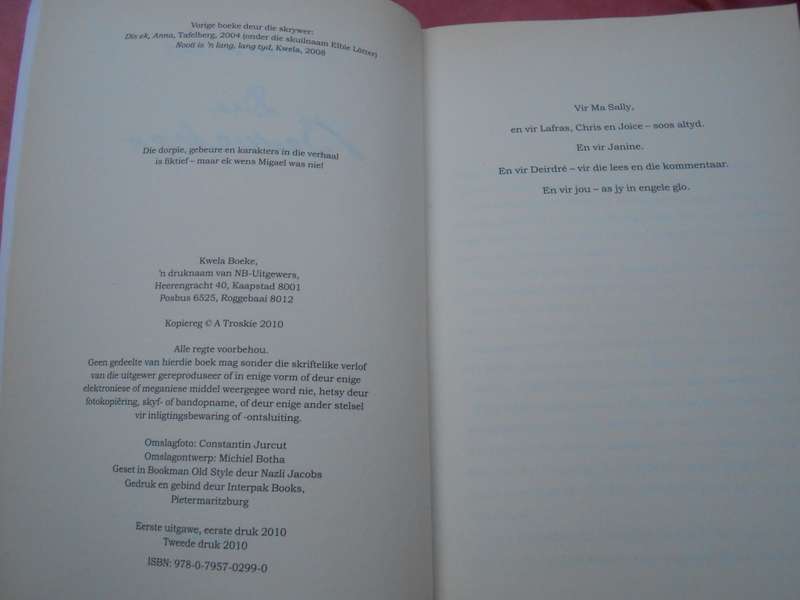 Vorige boeke deur die skrywer:
Dis ek, Anna, Tafelberg, 2004 (onder die skuilnaam Elbie Lötter)
Nooit is 'n lang, lang tyd, Kwela, 2008
Die dorpie, gebeure en karakters in die verhaal
is fiktief – maar ek wens Migael was nie!
Kwela Boeke,
'n druknaam van NB-Uitgewers,
Heerengracht 40, Kaapstad 8001
Posbus 6525, Roggebaai 8012
Kopiereg © A Troskie 2010
Alle regte voorbehou.
Geen gedeelte van hierdie boek mag sonder die skriftelike verlof
van die uitgewer gereproduseer of in enige vorm of deur enige
elektroniese of meganiese middel weergegee word nie, hetsy deur
fotokopiëring, skyf- of bandopname, of deur enige ander stelsel
vir inligtingsbewaring of -ontsluiting.
Omslagfoto: Constantin Jurcut
Omslagontwerp: Michiel Botha
Geset in Bookman Old Style deur Nazli Jacobs
Gedruk en gebind deur Interpak Books,
Pietermaritzburg
Eerste uitgawe, eerste druk 2010
Tweede druk 2010
ISBN: 978-0-7957-0299-0
Vir Ma Sally,
en vir Lafras, Chris en Joice – soos altyd.
En vir Janine.
En vir Deirdré – vir die lees en die kommentaar.
En vir jou – as jy in engele glo.